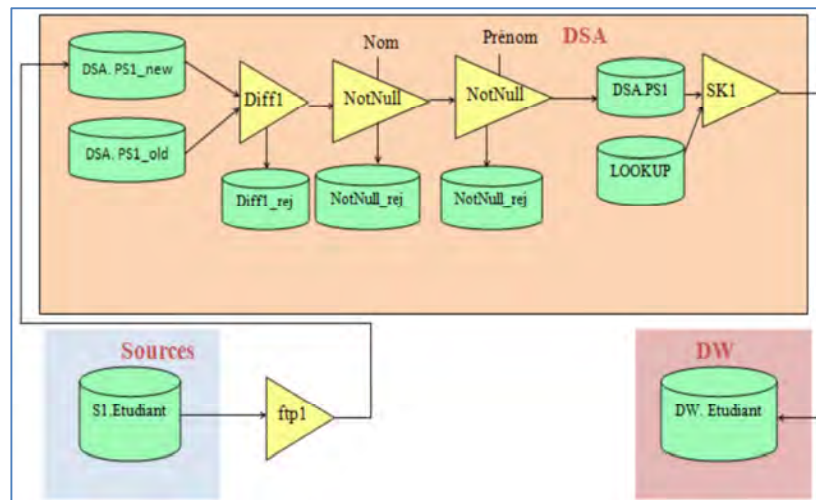 Nom
Prénom
DSA
DSA. PS1_new
Diff1
NotNull
NotNull
DSA.PS1
SK1
DSA. PS1_old
LOOKUP
Diff1_rej
NotNull_rej
NotNull_rej
Sources
DW
S1.Etudiant
ftp1
DW. Etudiant